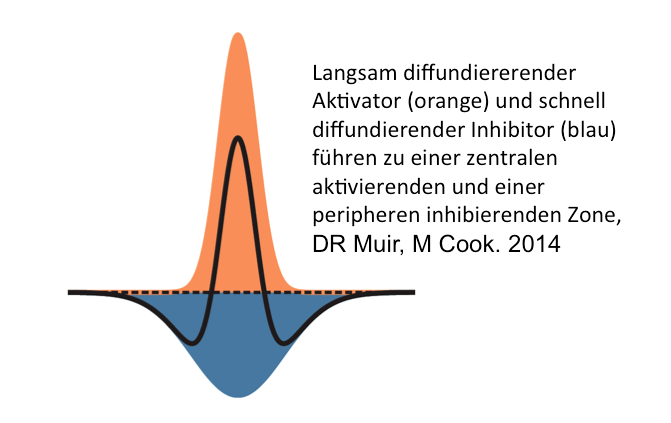 Langsam diffundiererender
Aktivator (orange) und schnell
diffundierender Inhibitor (blau)
führen zu einer zentralen
aktivierenden und einer
peripheren inhibierenden Zone,
DR Muir, M Cook. 2014